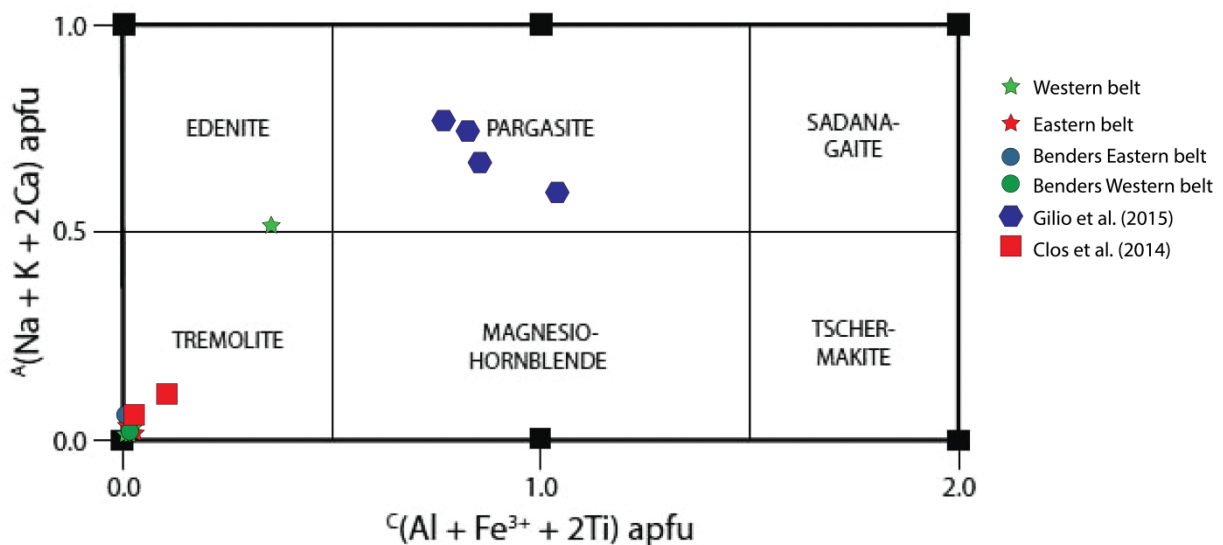 1.0
0.5
0.0
ᴬ(Na + K + 2Ca) apfu
EDENITE
PARGASITE
SADANA-
GAITE
TREMOLITE
MAGNESIO-
HORNBLENDE
TSCHER-
MAKITE
0.0
1.0
2.0
ᶜ(Al + Fe³⁺ + 2Ti) apfu
Western belt
Eastern belt
Benders Eastern belt
Benders Western belt
Gilio et al. (2015)
Clos et al. (2014)